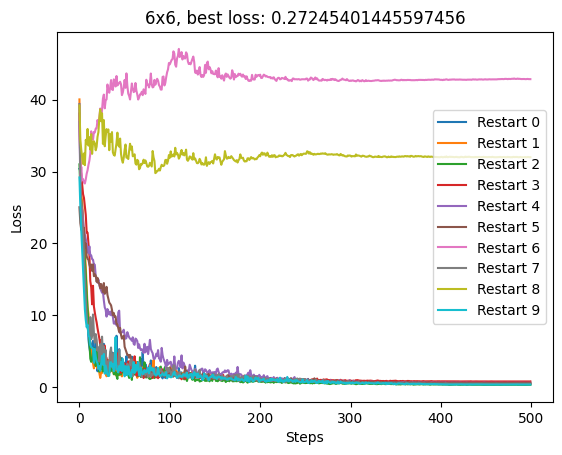 6x6, best loss: 0.27245401445597456
Loss
40
30
20
10
0
Restart 0
Restart 1
Restart 2
Restart 3
Restart 4
Restart 5
Restart 6
Restart 7
Restart 8
Restart 9
0 100 200 300 400 500
Steps